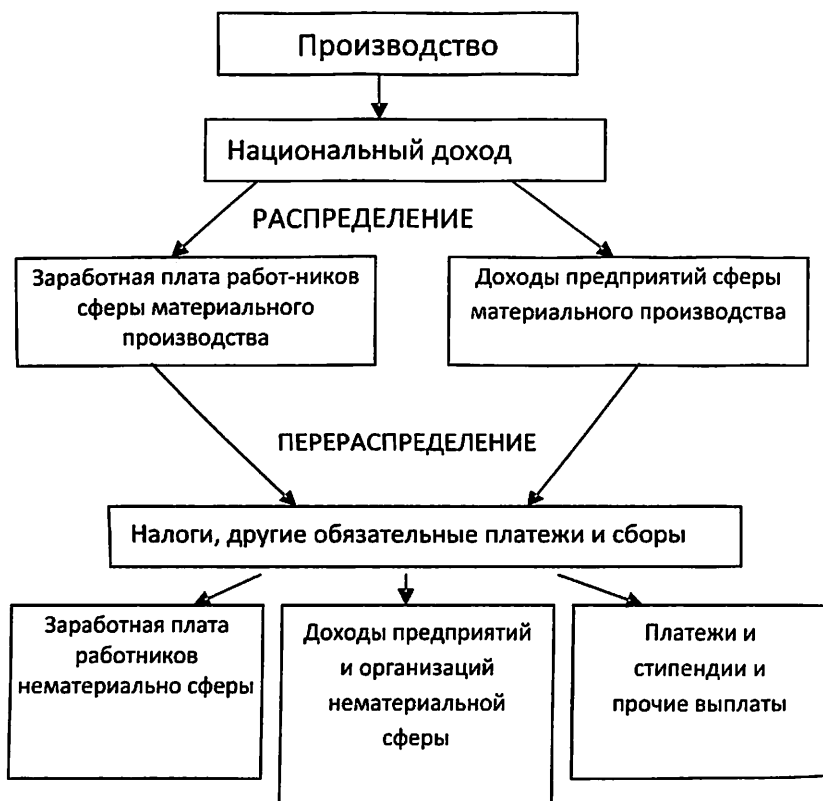 Производство
Национальный доход
РАСПРЕДЕЛЕНИЕ
Заработная плата работ-ников
сферы материального
производства
Доходы предприятий сферы
материального производства
ПЕРЕРАСПРЕДЕЛЕНИЕ
Налоги, другие обязательные платежи и сборы
Заработная плата
работников
нематериально сферы
Доходы предприятий
и организаций
нематериальной
сферы
Платежи и
стипендии и
прочие выплаты